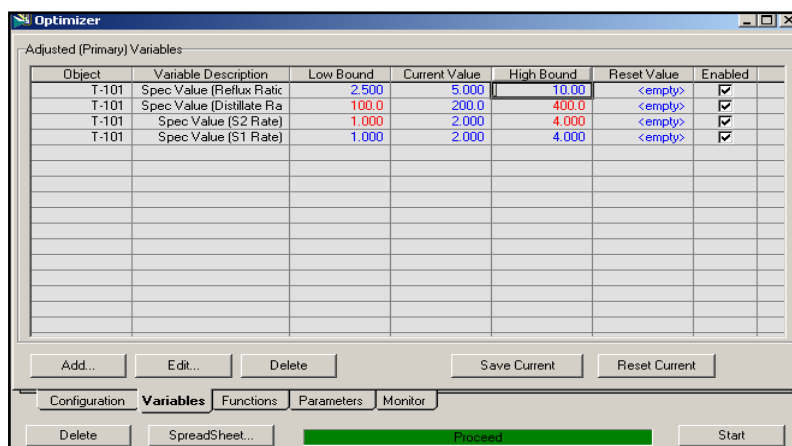 Optimizer
Adjusted (Primary) Variables
Object Variable Description Low Bound Current Value High Bound Reset Value Enabled
T-101 Spec Value (Reflux Ratic 2.500 5.000 10.00 <empty>
T-101 Spec Value (Distillate Ra 100.0 200.0 400.0 <empty>
T-101 Spec Value (S2 Rate) 1.000 2.000 4.000 <empty>
T-101 Spec Value (S1 Rate) 1.000 2.000 4.000 <empty>
Add... Edit... Delete Save Current Reset Current
Configuration Variables Functions Parameters Monitor
Delete SpreadSheet... Proceed Start